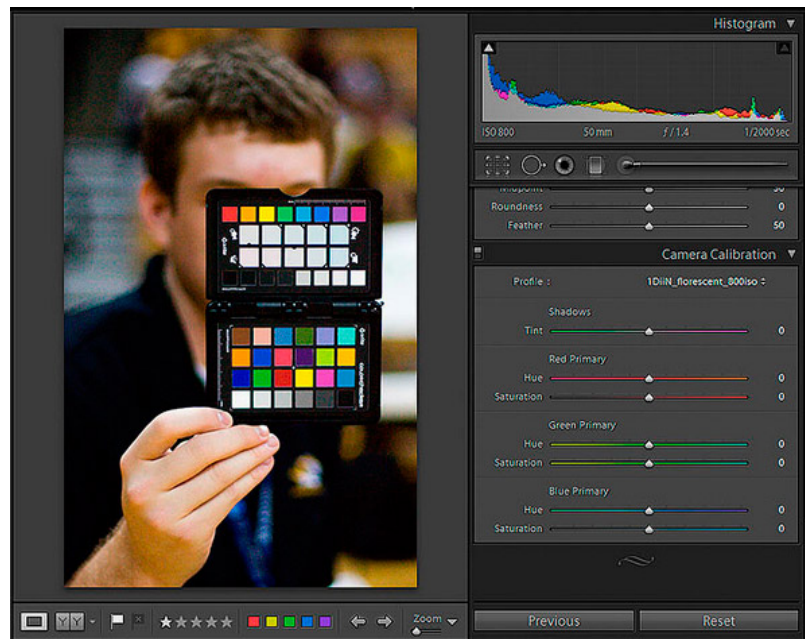 Histogram
ISO 800 50 mm ƒ / 1.4 1/2000 sec
Midpoint 50
Roundness 0
Feather 50
Camera Calibration
Profile : 1DiiN_florescent_800iso
Shadows
Tint 0
Red Primary
Hue 0
Saturation 0
Green Primary
Hue 0
Saturation 0
Blue Primary
Hue 0
Saturation 0
Y Y
Zoom
Previous Reset